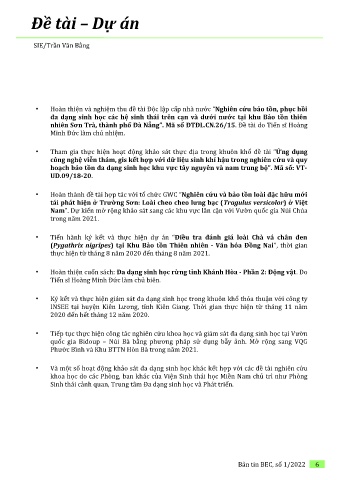 Đề tài – Dự án
SIE/Trần Văn Bằng
• Hoàn thiện và nghiệm thu đề tài Độc lập cấp nhà nước "Nghiên cứu bảo tồn, phục hồi
đa dạng sinh học các hệ sinh thái trên cạn và dưới nước tại khu Bảo tồn thiên
nhiên Sơn Trà, thành phố Đà Nẵng". Mã số ĐTĐL.CN.26/15. Đề tài do Tiến sĩ Hoàng
Minh Đức làm chủ nhiệm.
• Tham gia thực hiện hoạt động khảo sát thực địa trong khuôn khổ đề tài "Ứng dụng
công nghệ viễn thám, gis kết hợp với dữ liệu sinh khí hậu trong nghiên cứu và quy
hoạch bảo tồn đa dạng sinh học khu vực tây nguyên và nam trung bộ". Mã số: VT-
UD.09/18-20.
• Hoàn thành đề tài hợp tác với tổ chức GWC "Nghiên cứu và bảo tồn loài đặc hữu mới
tái phát hiện ở Trường Sơn: Loài cheo cheo lưng bạc (Tragulus versicolor) ở Việt
Nam". Dự kiến mở rộng khảo sát sang các khu vực lân cận với Vườn quốc gia Núi Chúa
trong năm 2021.
• Tiến hành ký kết và thực hiện dự án "Điều tra đánh giá loài Chà vá chân đen
(Pygathrix nigripes) tại Khu Bảo tồn Thiên nhiên - Văn hóa Đồng Nai", thời gian
thực hiện từ tháng 8 năm 2020 đến tháng 8 năm 2021.
• Hoàn thiện cuốn sách: Đa dạng sinh học rừng tỉnh Khánh Hòa - Phần 2: Động vật. Do
Tiến sĩ Hoàng Minh Đức làm chủ biên.
• Ký kết và thực hiện giám sát đa dạng sinh học trong khuôn khổ thỏa thuận với công ty
INSEE tại huyện Kiên Lương, tỉnh Kiên Giang. Thời gian thực hiện từ tháng 11 năm
2020 đến hết tháng 12 năm 2020.
• Tiếp tục thực hiện công tác nghiên cứu khoa học và giám sát đa dạng sinh học tại Vườn
quốc gia Bidoup – Núi Bà bằng phương pháp sử dụng bẫy ảnh. Mở rộng sang VQG
Phước Bình và Khu BTTN Hòn Bà trong năm 2021.
• Và một số hoạt động khảo sát đa dạng sinh học khác kết hợp với các đề tài nghiên cứu
khoa học do các Phòng, ban khác của Viện Sinh thái học Miền Nam chủ trì như Phòng
Sinh thái cảnh quan, Trung tâm Đa dạng sinh học và Phát triển.
Bản tin BEC, số 1/2022 6